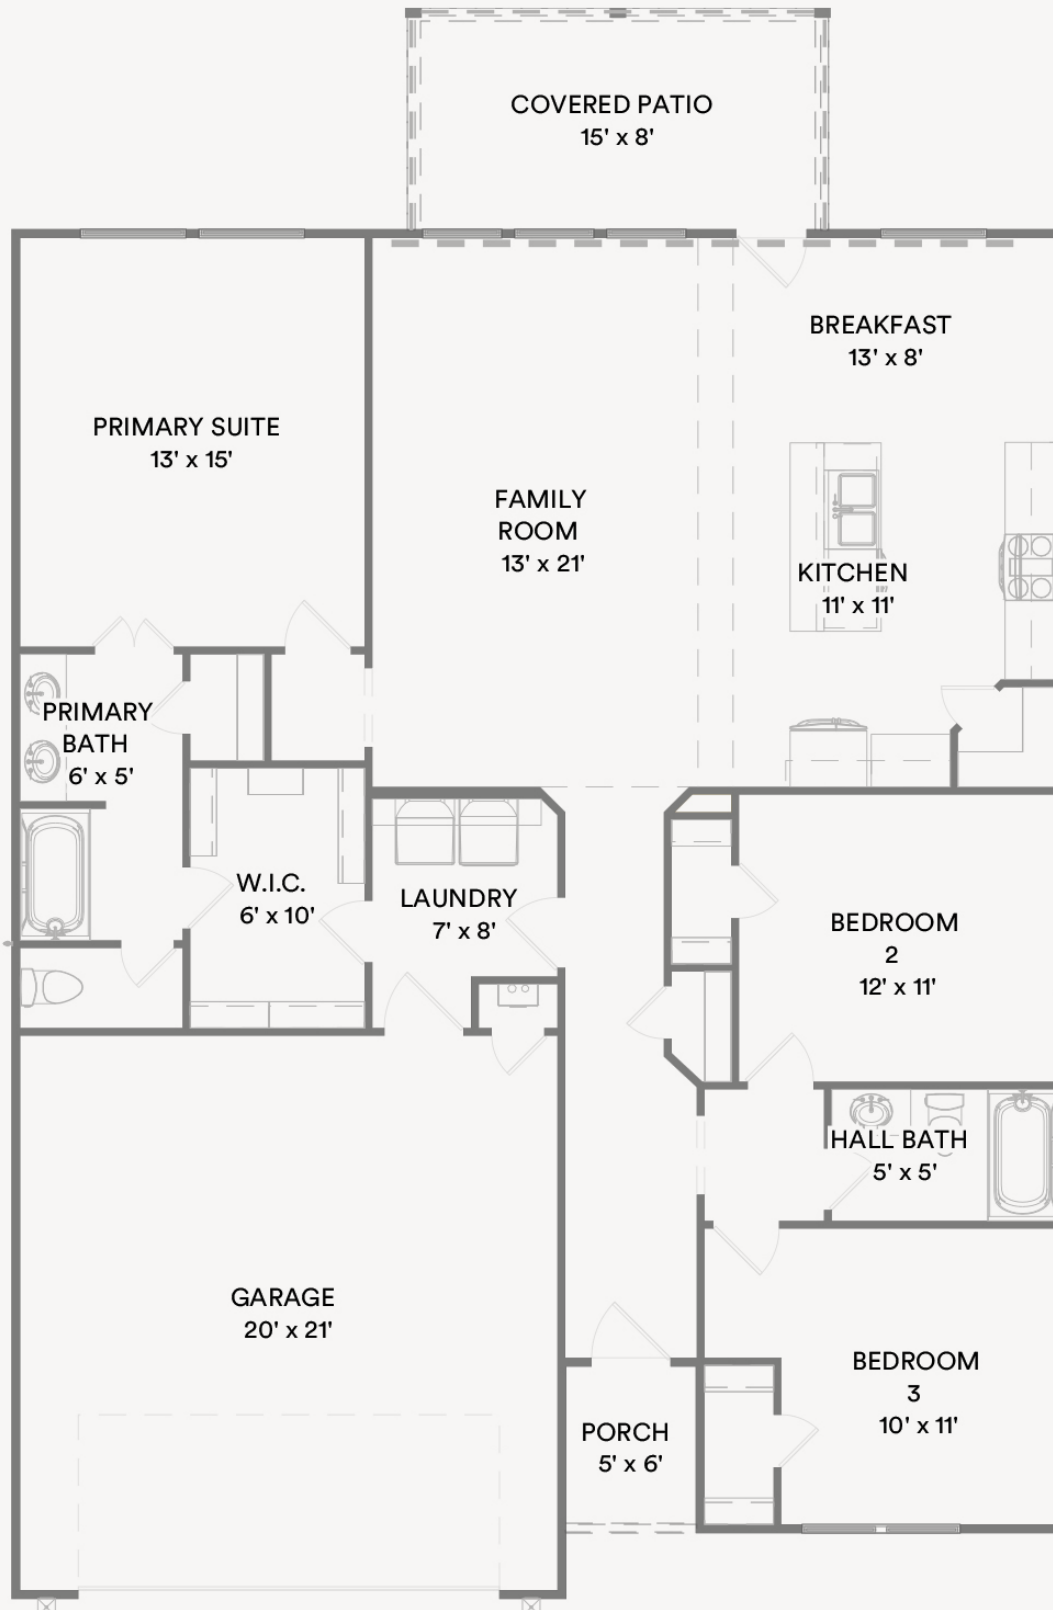 COVERED PATIO
15' x 8'
BREAKFAST
13' x 8'
PRIMARY SUITE
13' x 15'
FAMILY
ROOM
13' x 21'
KITCHEN
11' x 11'
PRIMARY
BATH
6' x 5'
W.I.C.
6' x 10'
LAUNDRY
7' x 8'
BEDROOM
2
12' x 11'
HALL BATH
5' x 5'
GARAGE
20' x 21'
BEDROOM
3
10' x 11'
PORCH
5' x 6'